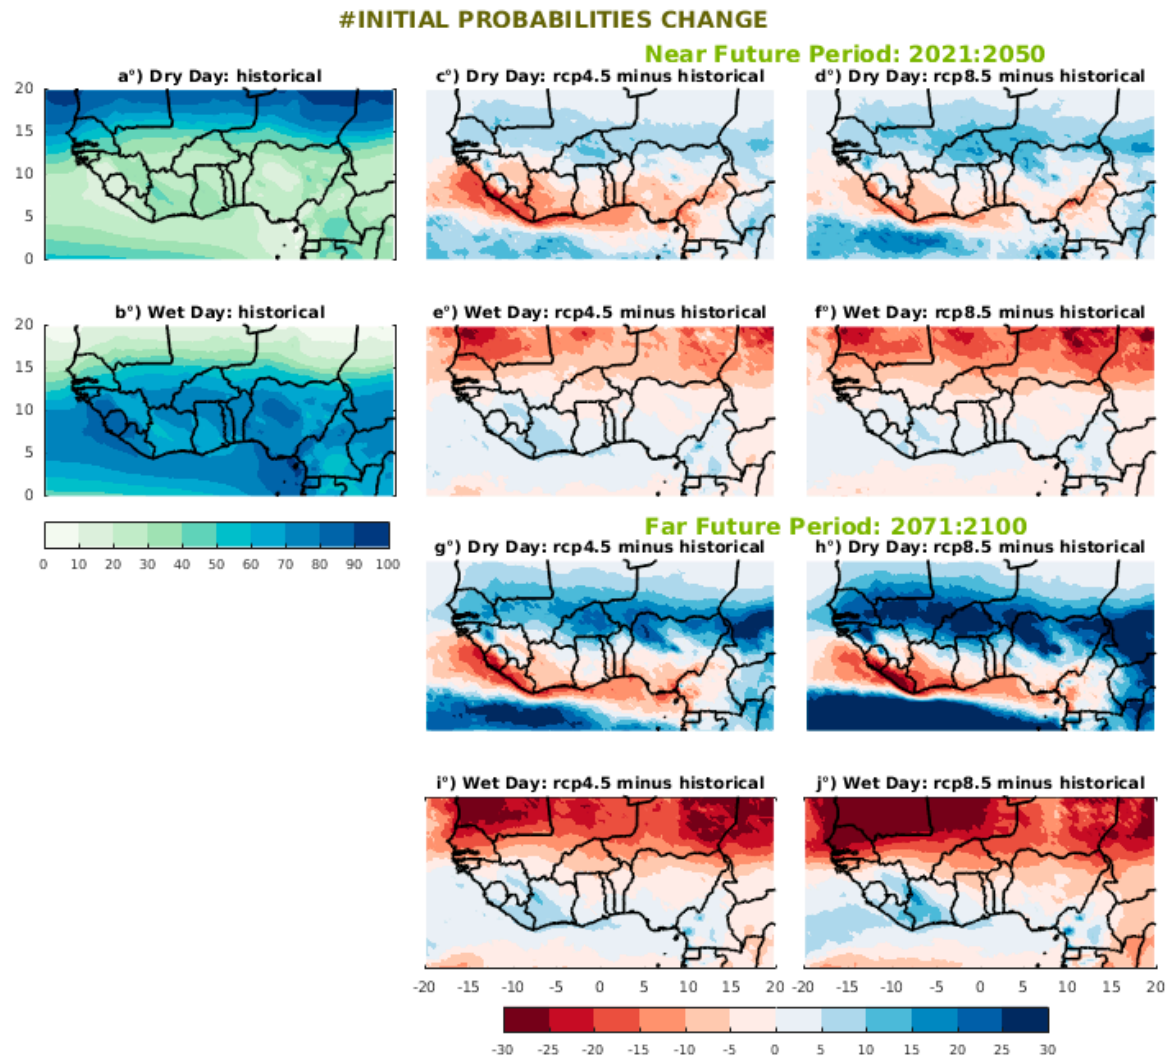 #INITIAL PROBABILITIES CHANGE
Near Future Period: 2021:2050
a°) Dry Day: historical
c°) Dry Day: rcp4.5 minus historical
d°) Dry Day: rcp8.5 minus historical
20
15
10
5
0
b°) Wet Day: historical
e°) Wet Day: rcp4.5 minus historical
f°) Wet Day: rcp8.5 minus historical
20
15
10
5
0
0 10 20 30 40 50 60 70 80 90 100
Far Future Period: 2071:2100
g°) Dry Day: rcp4.5 minus historical
h°) Dry Day: rcp8.5 minus historical
i°) Wet Day: rcp4.5 minus historical
j°) Wet Day: rcp8.5 minus historical
-20 -15 -10 -5 0 5 10 15 20
-20 -15 -10 -5 0 5 10 15 20
-30 -25 -20 -15 -10 -5 0 5 10 15 20 25 30